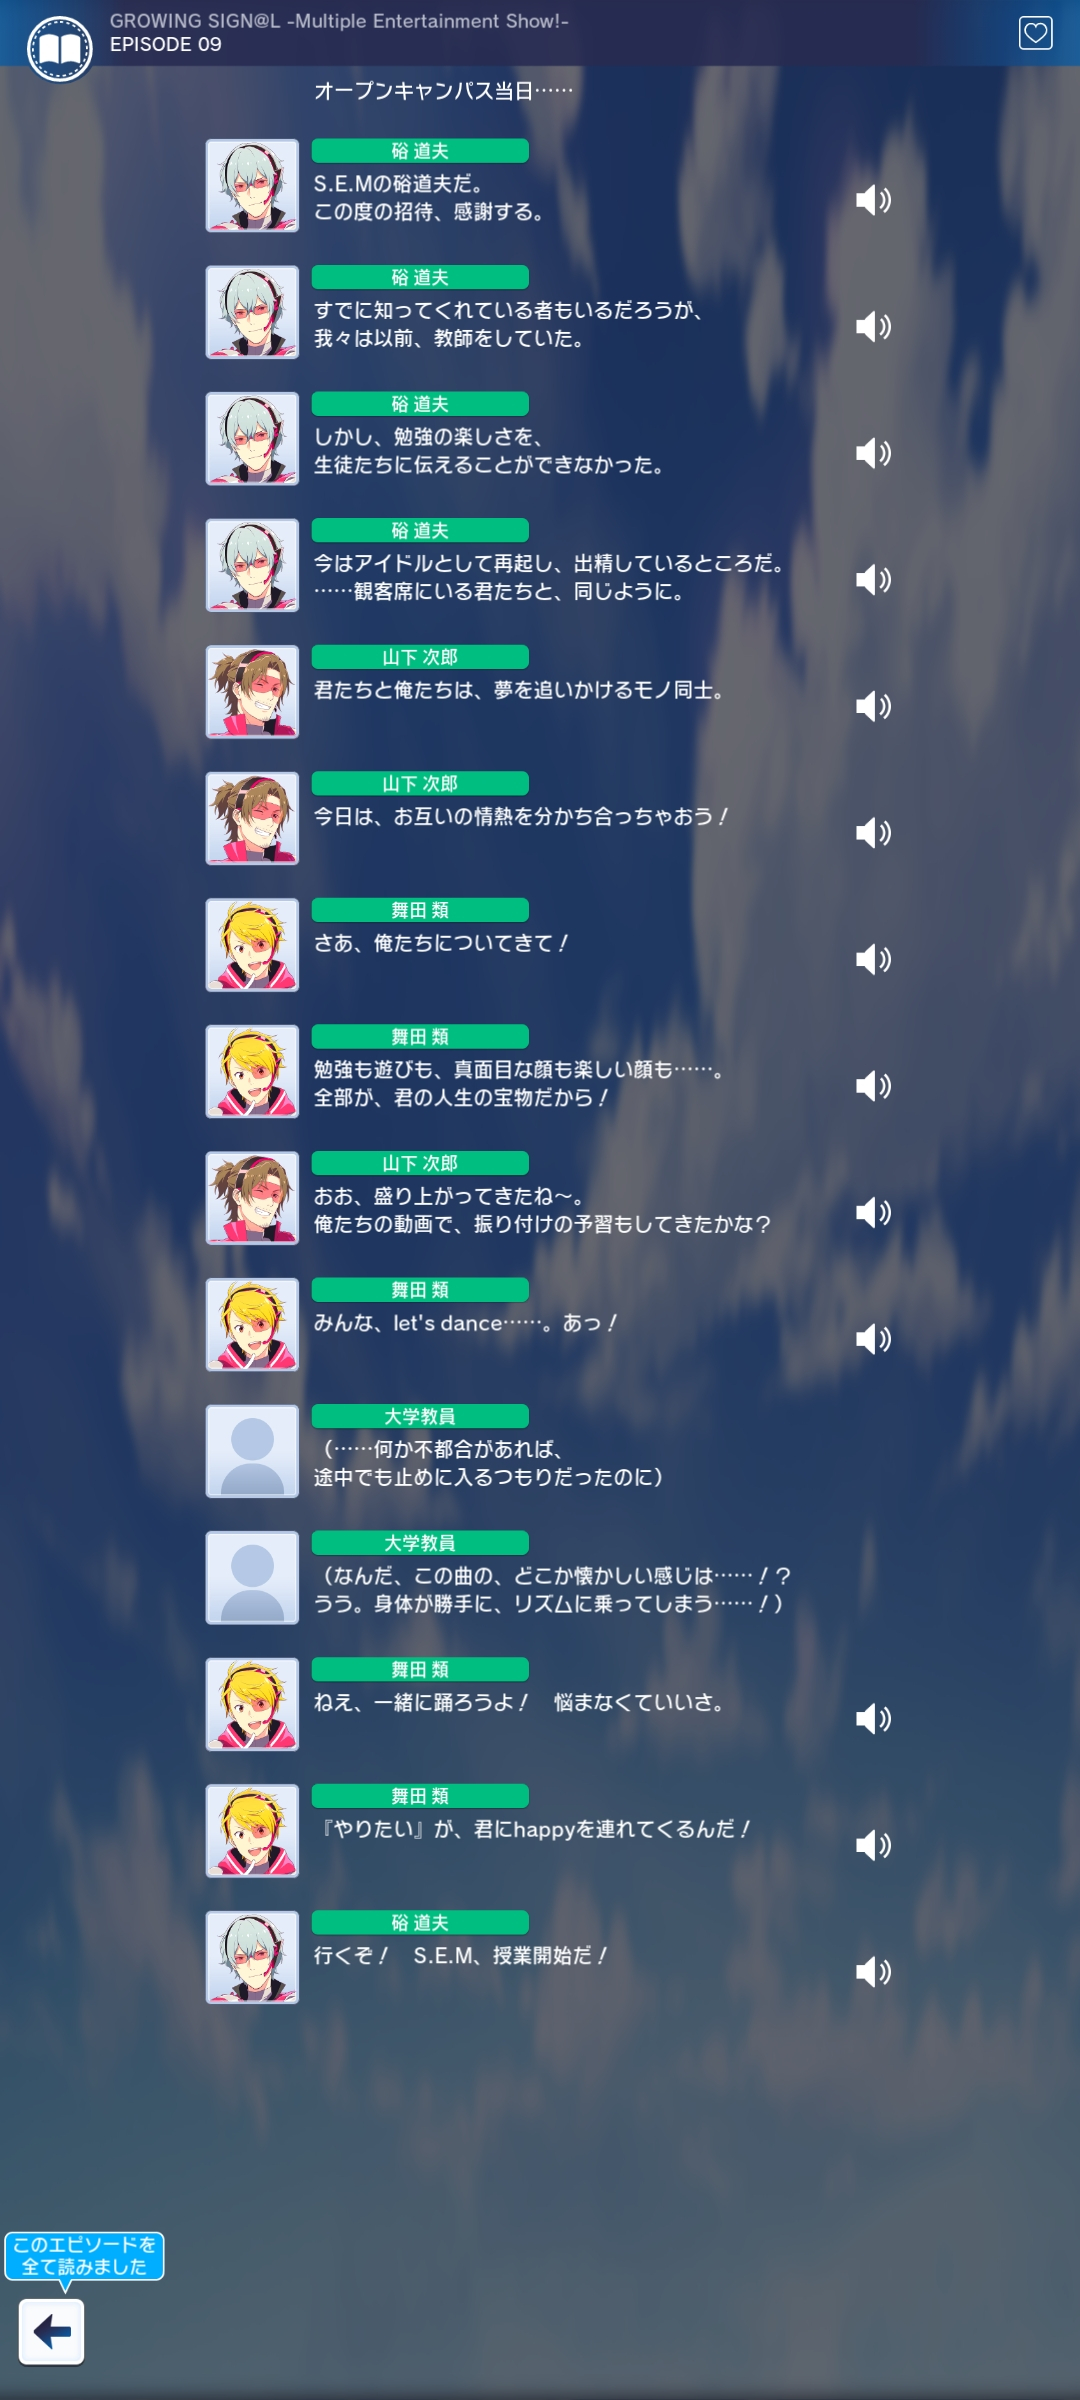 GROWING SIGN@L -Multiple Entertainment Show!-
EPISODE 09
オープンキャンパス当日……
硲 道夫
S.E.Mの硲道夫だ。
この度の招待、感謝する。
硲 道夫
すでに知ってくれている者もいるだろうが、
我々は以前、教師をしていた。
硲 道夫
しかし、勉強の楽しさを、
生徒たちに伝えることができなかった。
硲 道夫
今はアイドルとして再起し、出精しているところだ。
……観客席にいる君たちと、同じように。
山下 次郎
君たちと俺たちは、夢を追いかけるモノ同士。
山下 次郎
今日は、お互いの情熱を分かち合っちゃおう！
舞田 類
さあ、俺たちについてきて！
舞田 類
勉強も遊びも、真面目な顔も楽しい顔も……。
全部が、君の人生の宝物だから！
山下 次郎
おお、盛り上がってきたね～。
俺たちの動画で、振り付けの予習もしてきたかな？
舞田 類
みんな、let's dance……。あっ！
大学教員
（……何か不都合があれば、
途中でも止めに入るつもりだったのに）
大学教員
（なんだ、この曲の、どこか懐かしい感じは……！？
うう。身体が勝手に、リズムに乗ってしまう……！）
舞田 類
ねえ、一緒に踊ろうよ！　悩まなくていいさ。
舞田 類
『やりたい』が、君にhappyを連れてくるんだ！
硲 道夫
行くぞ！　S.E.M、授業開始だ！
このエピソードを
全て読みました